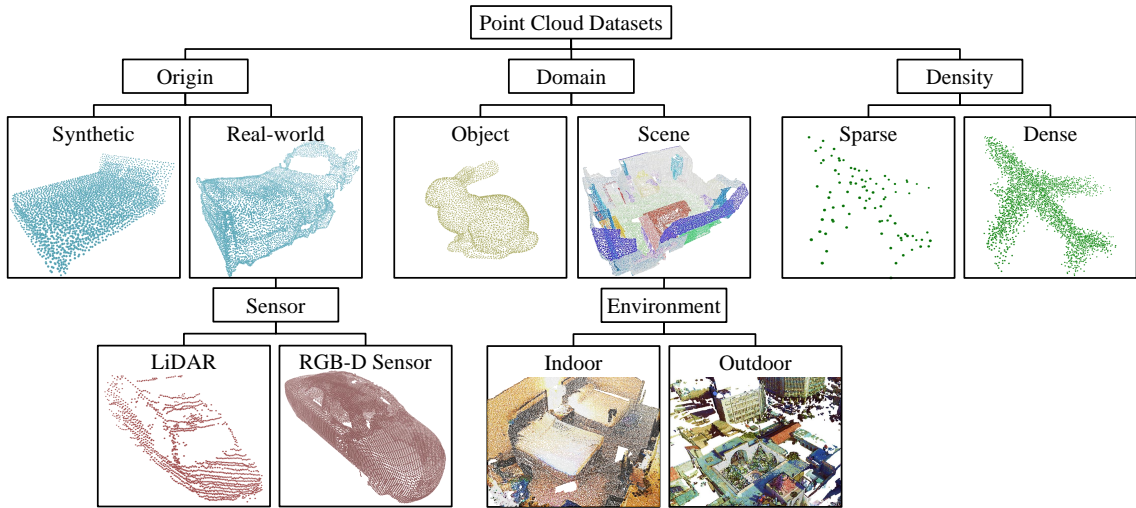 Point Cloud Datasets
Origin
Domain
Density
Synthetic
Real-world
Object
Scene
Sparse
Dense
Sensor
Environment
LiDAR
RGB-D Sensor
Indoor
Outdoor